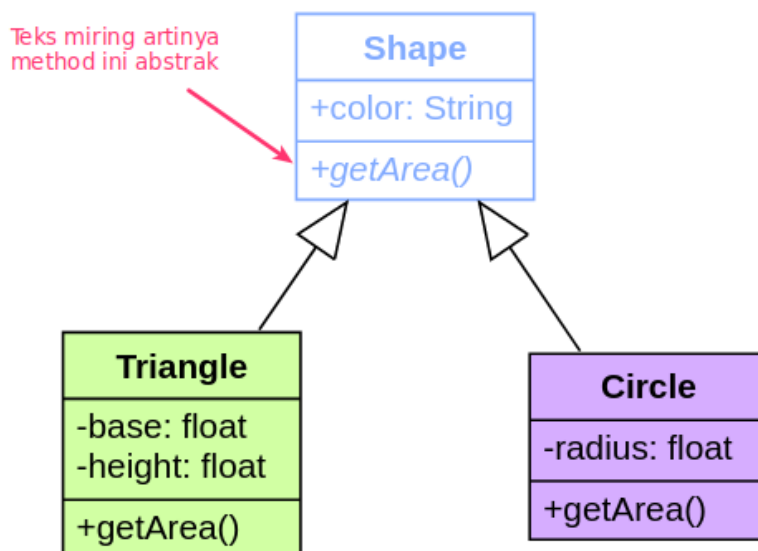 Teks miring artinya
method ini abstrak
Shape
+color: String
+getArea()
Triangle
-base: float
-height: float
+getArea()
Circle
-radius: float
+getArea()